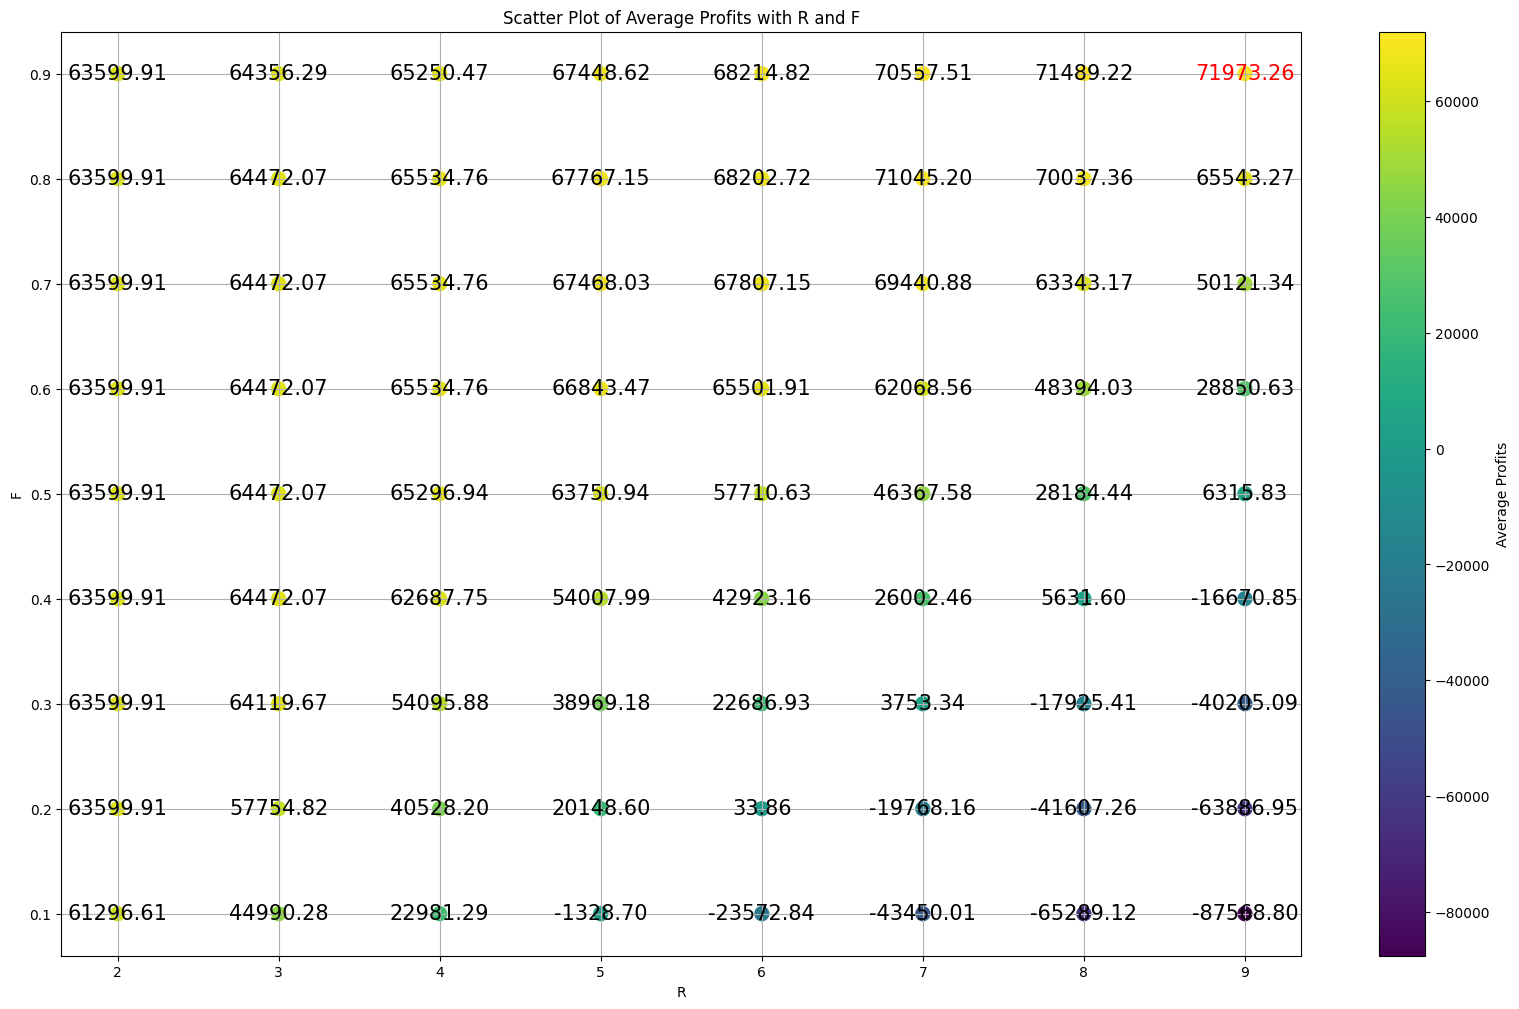 Scatter Plot of Average Profits with R and F
0.9 63599.91 64356.29 65250.47 67448.62 68214.82 70557.51 71489.22 71973.26
0.8 63599.91 64472.07 65534.76 67767.15 68202.72 71045.20 70037.36 65543.27
0.7 63599.91 64472.07 65534.76 67468.03 67807.15 69440.88 63343.17 50121.34
0.6 63599.91 64472.07 65534.76 66843.47 65501.91 62068.56 48394.03 28850.63
0.5 63599.91 64472.07 65296.94 63750.94 57710.63 46367.58 28184.44 6315.83
0.4 63599.91 64472.07 62687.75 54007.99 42923.16 26002.46 5631.60 -16670.85
0.3 63599.91 64119.67 54095.88 38969.18 22686.93 3753.34 -17925.41 -40205.09
0.2 63599.91 57754.82 40528.20 20148.60 33.86 -19768.16 -41607.26 -63886.95
0.1 61296.61 44990.28 22981.29 -1328.70 -23572.84 -43450.01 -65289.12 -87568.80
2 3 4 5 6 7 8 9
R
F
60000
40000
20000
0
−20000
−40000
−60000
−80000
Average Profits